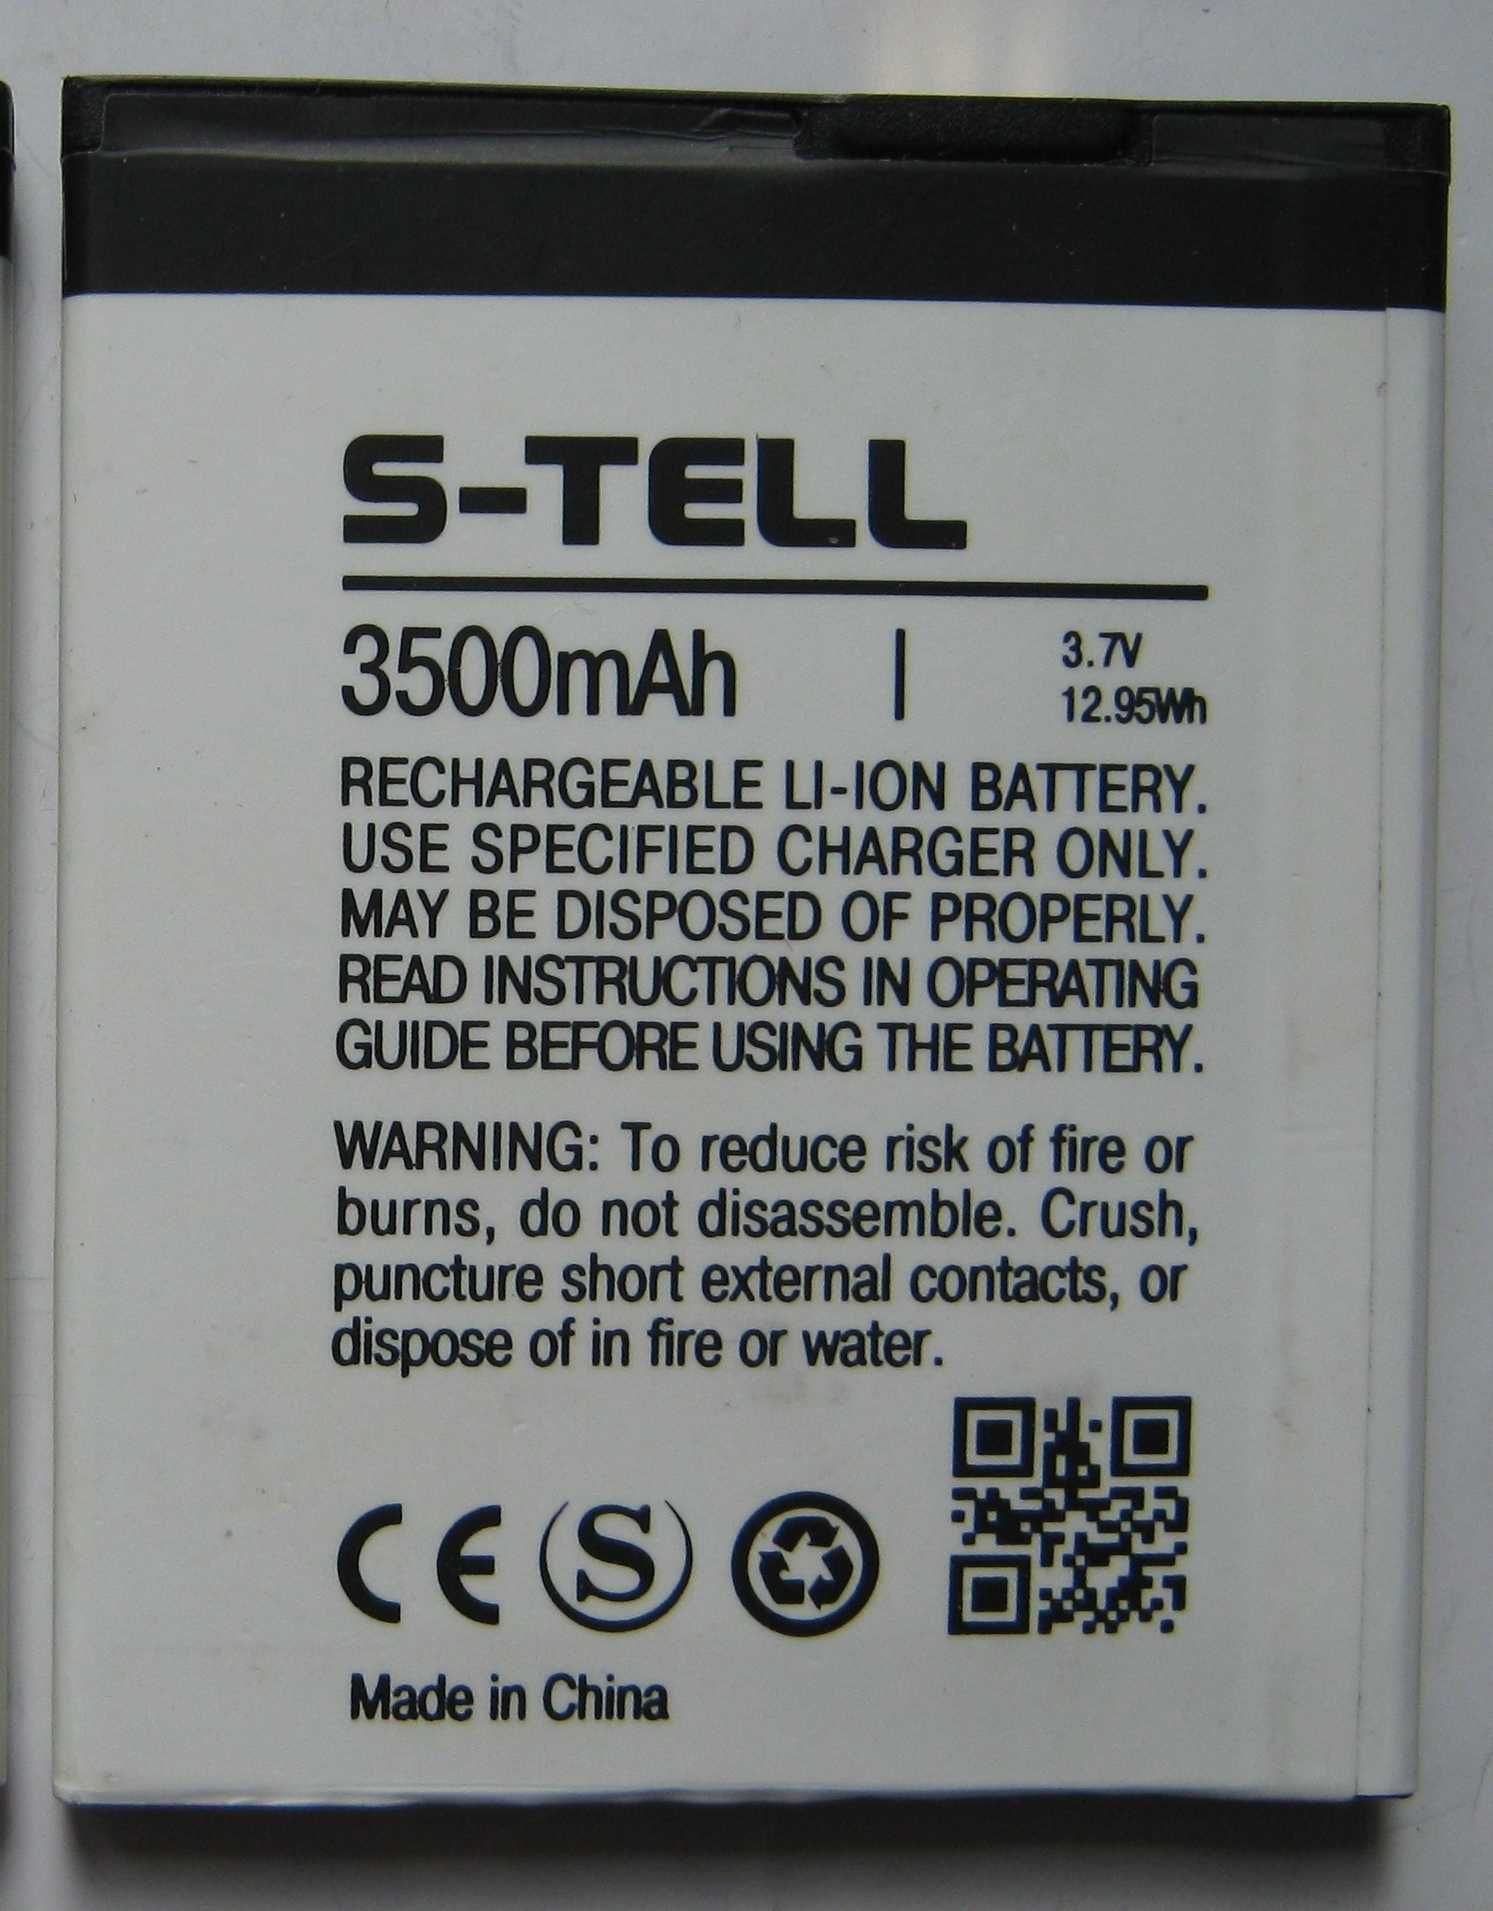 S-TELL
3500mAh | 3.7V
12.95Wh
RECHARGEABLE LI-ION BATTERY.
USE SPECIFIED CHARGER ONLY.
MAY BE DISPOSED OF PROPERLY.
READ INSTRUCTIONS IN OPERATING
GUIDE BEFORE USING THE BATTERY.
WARNING: To reduce risk of fire or
burns, do not disassemble. Crush,
puncture short external contacts, or
dispose of in fire or water.
CE S
Made in China